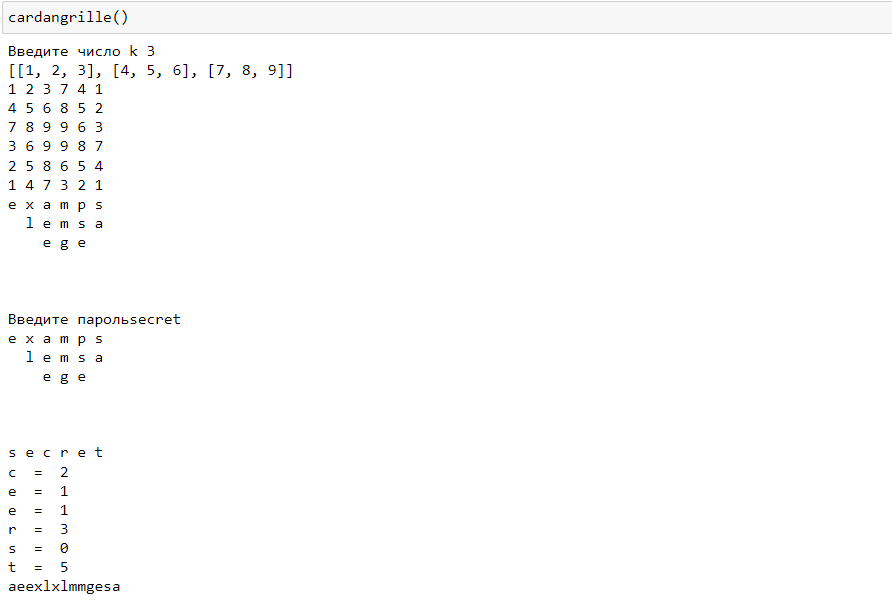 cardangrille()
Введите число k 3
[[1, 2, 3], [4, 5, 6], [7, 8, 9]]
1 2 3 7 4 1
4 5 6 8 5 2
7 8 9 9 6 3
3 6 9 9 8 7
2 5 8 6 5 4
1 4 7 3 2 1
e x a m p s
  l e m s a
    e g e
Введите парольsecret
e x a m p s
  l e m s a
    e g e
s e c r e t
c  =  2
e  =  1
e  =  1
r  =  3
s  =  0
t  =  5
aeexlxlmmgesa